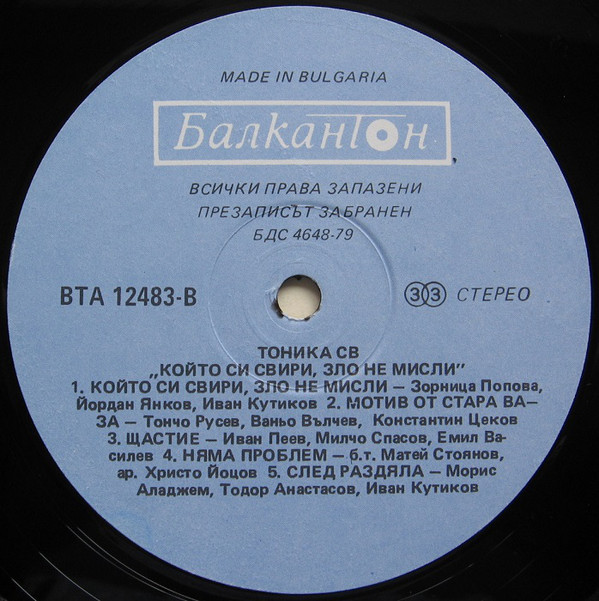 MADE IN BULGARIA
Балкантон
ВСИЧКИ ПРАВА ЗАПАЗЕНИ
ПРЕЗАПИСЪТ ЗАБРАНЕН
БДС 4648-79
ВТА 12483-В
33 СТЕРЕО
ТОНИКА СВ
„КОЙТО СИ СВИРИ, ЗЛО НЕ МИСЛИ"
1. КОЙТО СИ СВИРИ, ЗЛО НЕ МИСЛИ — Зорница Попова,
Йордан Янков, Иван Кутиков 2. МОТИВ ОТ СТАРА ВА-
ЗА — Тончо Русев, Ваньо Вълчев, Константин Цеков
3. ЩАСТИЕ — Иван Пеев, Милчо Спасов, Емил Ва-
силев 4. НЯМА ПРОБЛЕМ — б.т. Матей Стоянов,
ар. Христо Йоцов 5. СЛЕД РАЗДЯЛА — Морис
Аладжем, Тодор Анастасов, Иван Кутиков